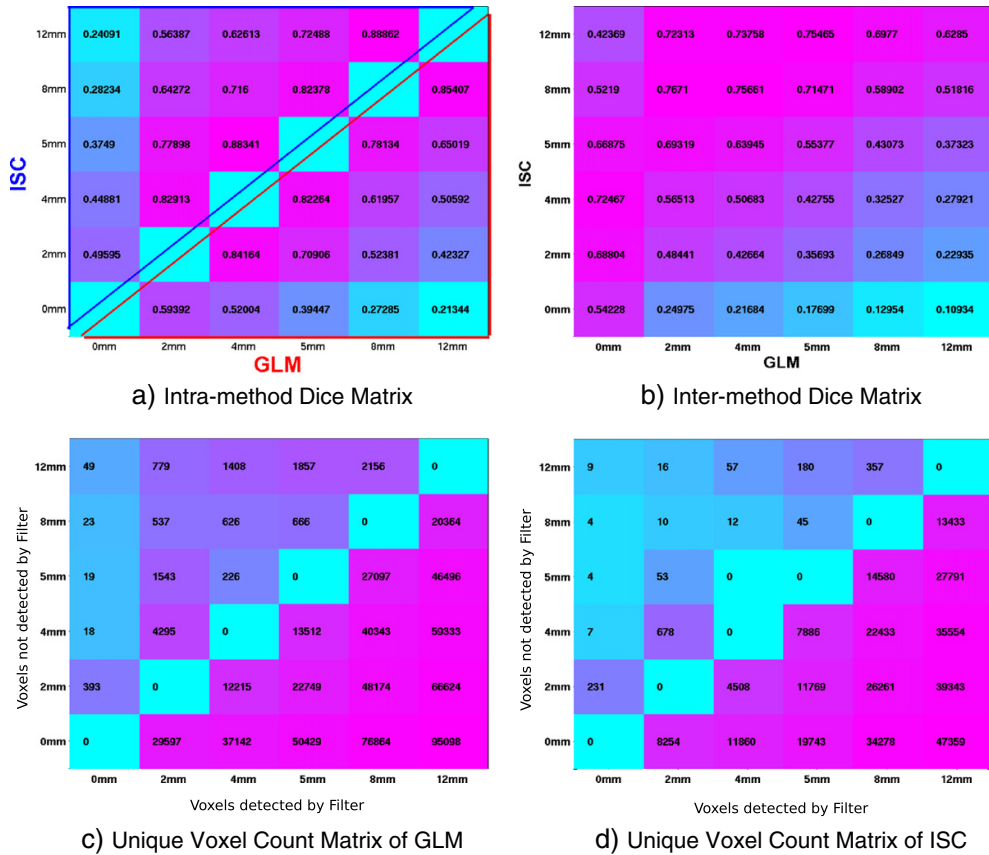 12mm 0.24091 0.56387 0.62613 0.72488 0.88862
8mm 0.28234 0.64272 0.716 0.82378 0.85407
5mm 0.3749 0.77898 0.88341 0.78134 0.65019
4mm 0.44881 0.82913 0.82264 0.61957 0.50592
2mm 0.49595 0.84164 0.70906 0.52381 0.42327
0mm 0.59392 0.52004 0.39447 0.27285 0.21344
ISC
0mm 2mm 4mm 5mm 8mm 12mm
GLM
a) Intra-method Dice Matrix
12mm 0.42369 0.72313 0.73758 0.75465 0.6977 0.6285
8mm 0.5219 0.7671 0.75661 0.71471 0.58902 0.51816
5mm 0.66875 0.69319 0.63945 0.55377 0.43073 0.37323
4mm 0.72467 0.56513 0.50683 0.42755 0.32527 0.27921
2mm 0.68804 0.48441 0.42664 0.35693 0.26849 0.22935
0mm 0.54228 0.24975 0.21684 0.17699 0.12954 0.10934
ISC
0mm 2mm 4mm 5mm 8mm 12mm
GLM
b) Inter-method Dice Matrix
12mm 49 779 1408 1857 2156 0
8mm 23 537 626 666 0 20364
5mm 19 1543 226 0 27097 46496
4mm 18 4295 0 13512 40343 59333
2mm 393 0 12215 22749 48174 66624
0mm 0 29597 37142 50429 76864 95098
Voxels not detected by Filter
0mm 2mm 4mm 5mm 8mm 12mm
Voxels detected by Filter
c) Unique Voxel Count Matrix of GLM
12mm 9 16 57 180 357 0
8mm 4 10 12 45 0 13433
5mm 4 53 0 0 14580 27791
4mm 7 678 0 7886 22433 35554
2mm 231 0 4508 11769 26261 39343
0mm 0 8254 11860 19743 34278 47359
Voxels not detected by Filter
0mm 2mm 4mm 5mm 8mm 12mm
Voxels detected by Filter
d) Unique Voxel Count Matrix of ISC